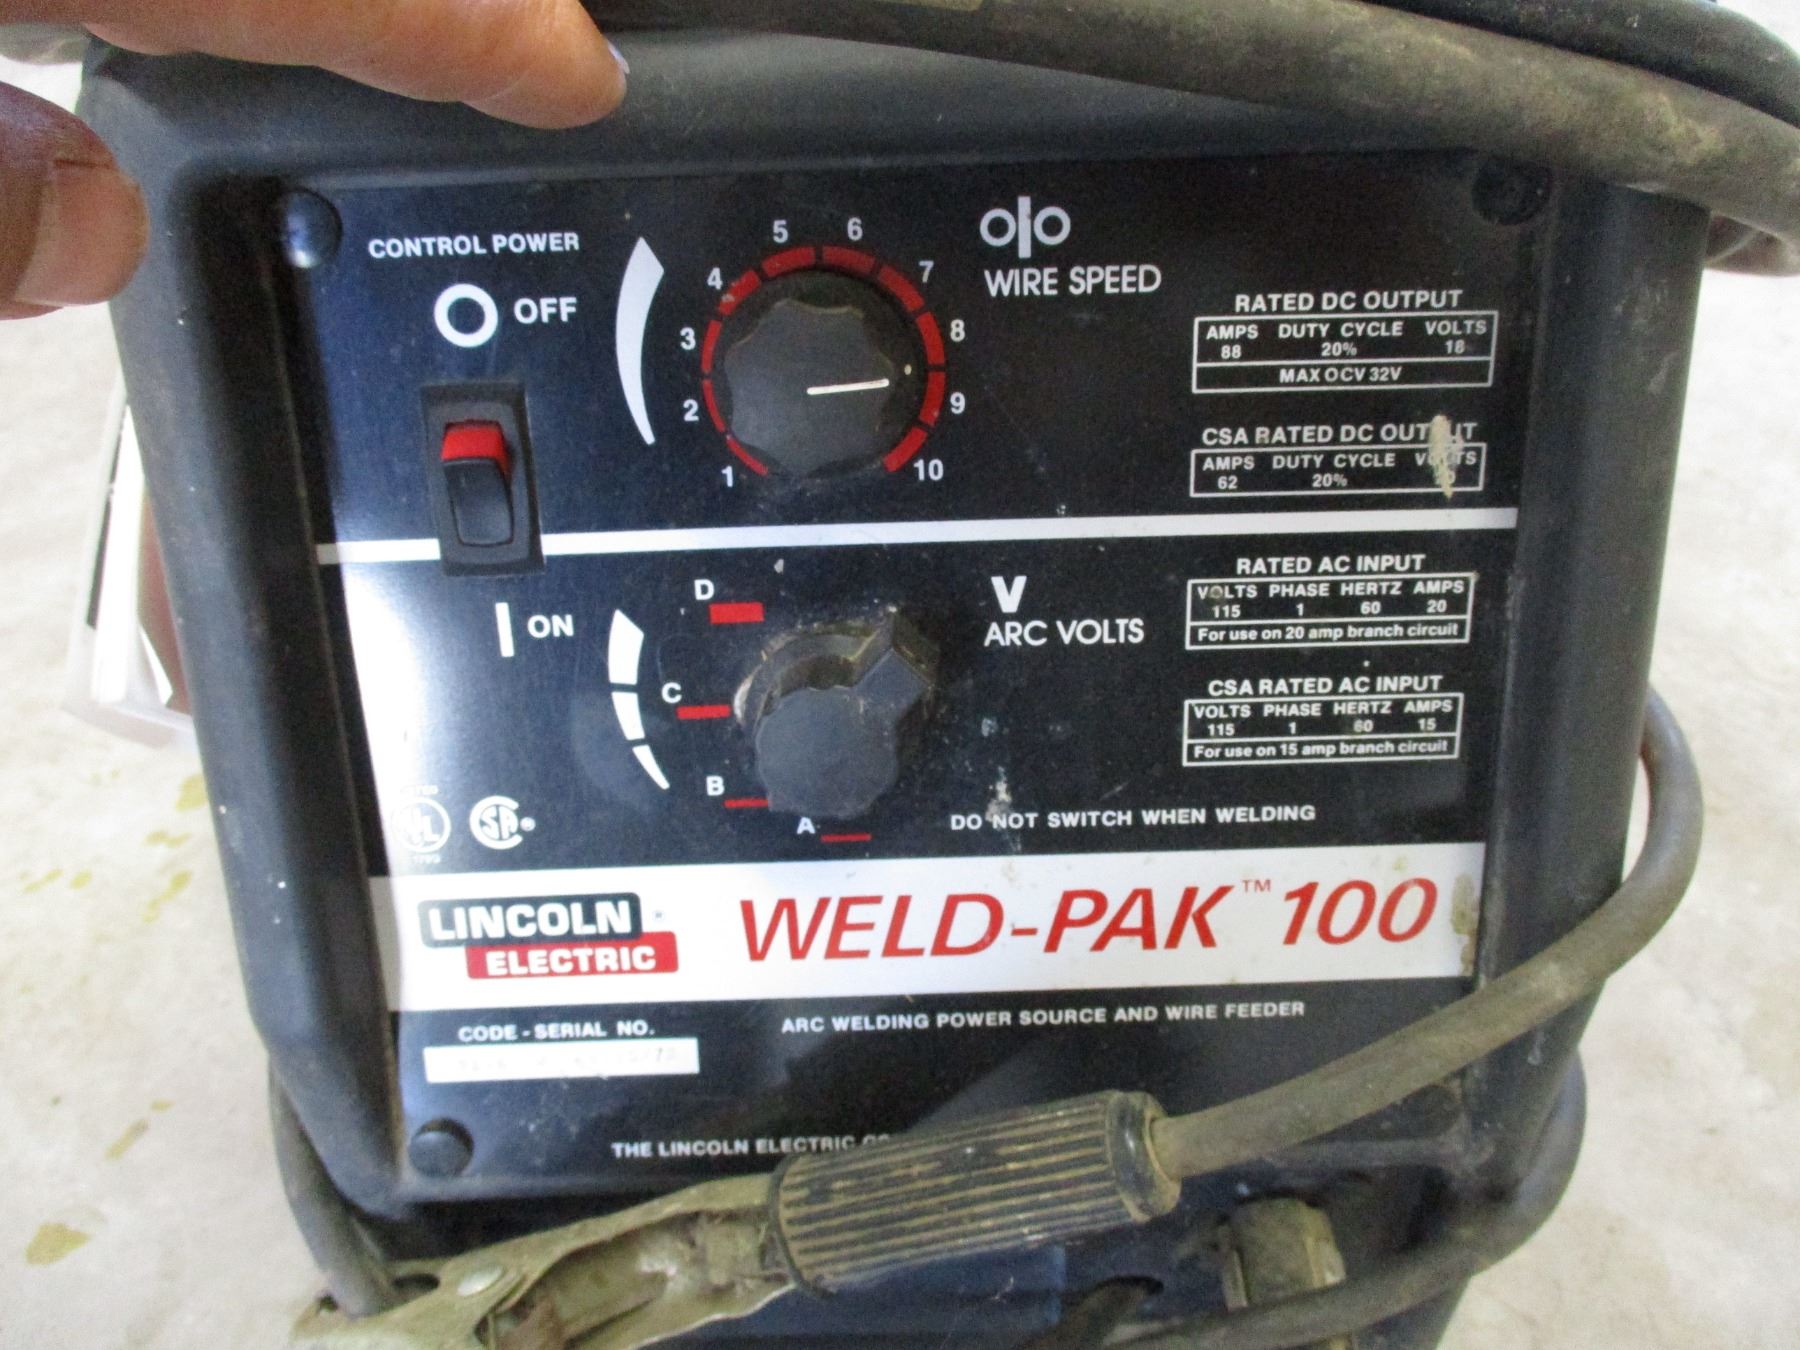 CONTROL POWER
OFF
ON
1
2
3
4
5
6
7
8
9
10
WIRE SPEED
RATED DC OUTPUT
AMPS DUTY CYCLE VOLTS
88 20% 18
MAX OCV 32V
CSA RATED DC OUTPUT
AMPS DUTY CYCLE VOLTS
62 20%
D
C
B
A
V
ARC VOLTS
RATED AC INPUT
VOLTS PHASE HERTZ AMPS
115 1 60 20
For use on 20 amp branch circuit
CSA RATED AC INPUT
VOLTS PHASE HERTZ AMPS
115 1 60 15
For use on 15 amp branch circuit
DO NOT SWITCH WHEN WELDING
UL
SA®
LINCOLN ®
ELECTRIC
WELD-PAK™ 100
CODE - SERIAL NO.
ARC WELDING POWER SOURCE AND WIRE FEEDER
THE LINCOLN ELECTRIC